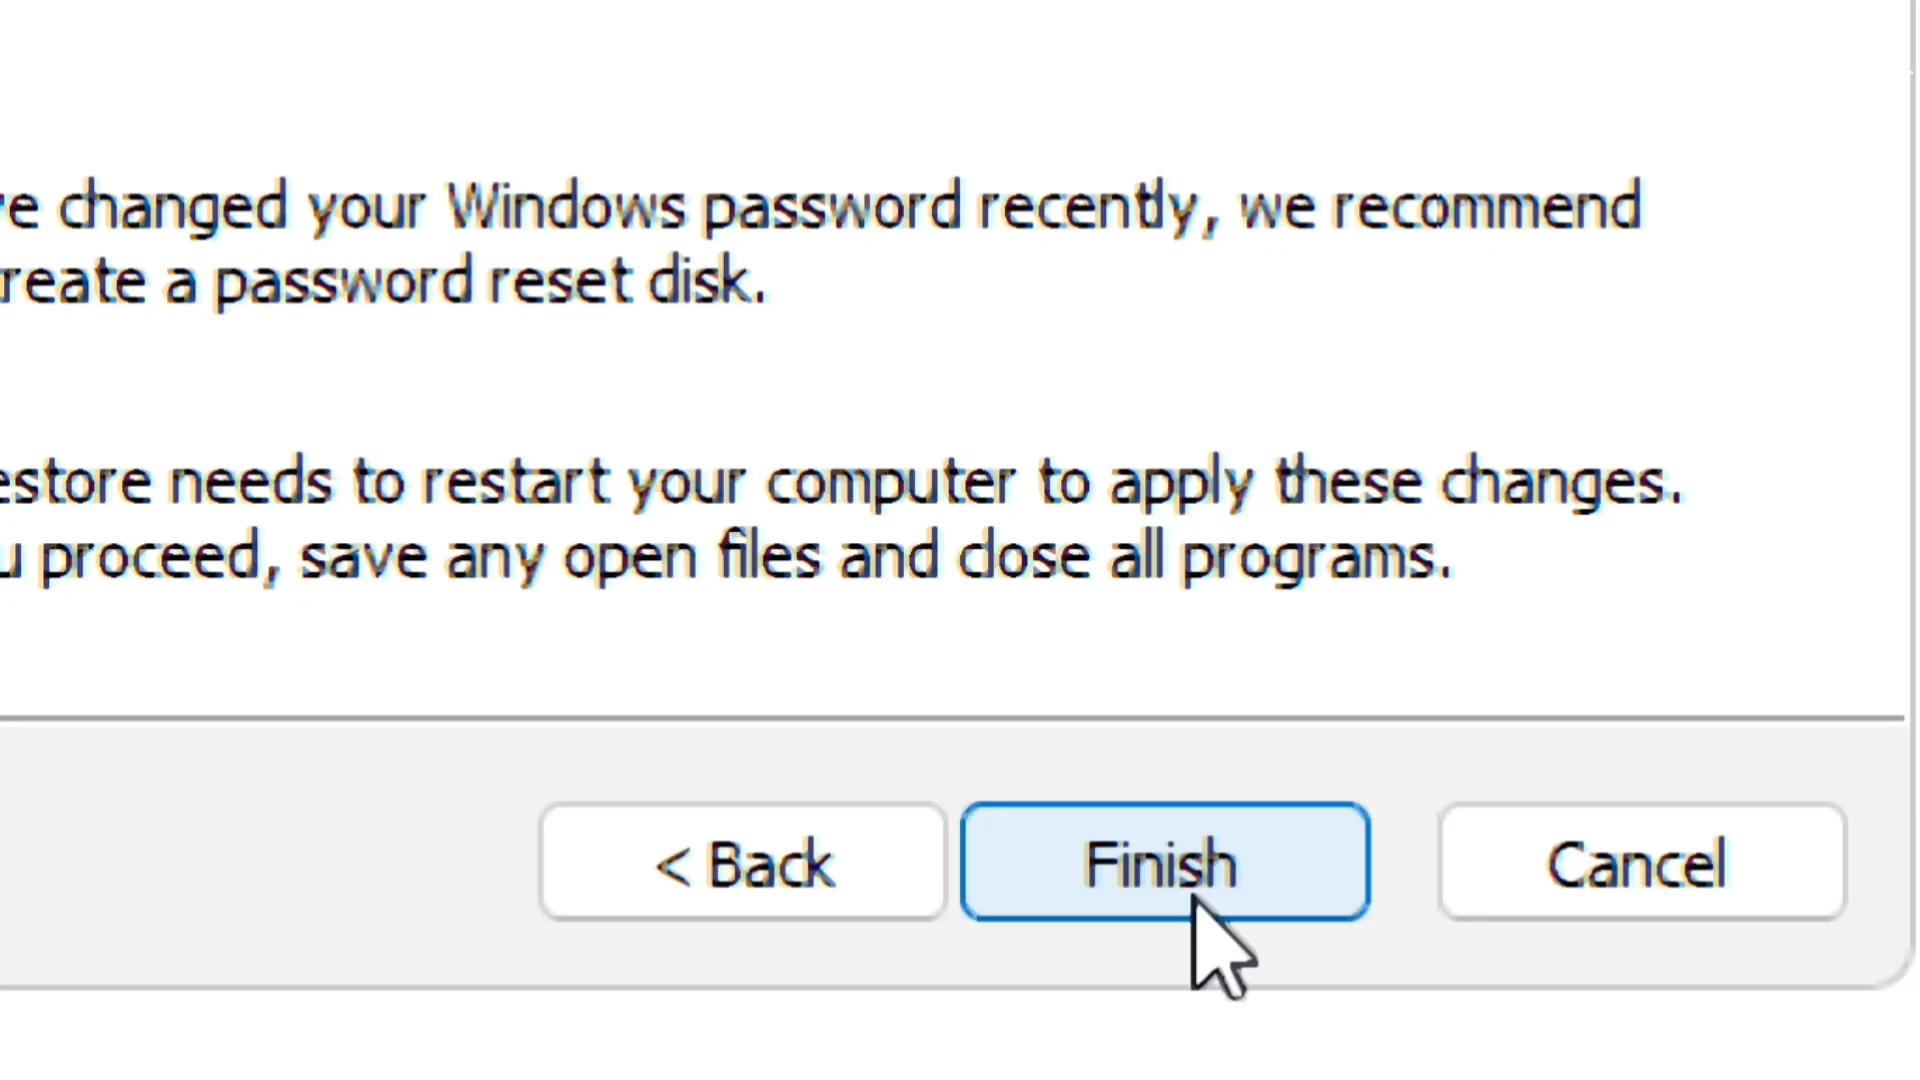 ve changed your Windows password recently, we recommend
reate a password reset disk.
estore needs to restart your computer to apply these changes.
u proceed, save any open files and close all programs.
< Back Finish Cancel